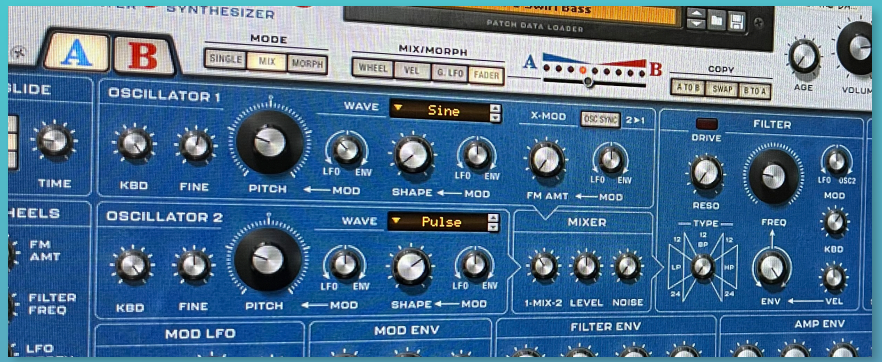 SYNTHESIZER
PATCH DATA LOADER
A B
MODE
SINGLE MIX MORPH
MIX/MORPH
WHEEL VEL G. LFO FADER
A B
COPY
A TO B SWAP B TO A
AGE
TIME
OSCILLATOR 1
WAVE Sine
KBD FINE PITCH MOD SHAPE MOD
LFO ENV LFO ENV
X-MOD OSC SYNC 2▸1
FM AMT MOD
LFO ENV
FILTER
DRIVE
RESO
FREQ
LFO OSC2
MOD
KBD
TYPE
12 12 12
BP
LP HP
24 24
ENV VEL
FM
AMT
FILTER
FREQ
LFO
OSCILLATOR 2
WAVE Pulse
KBD FINE PITCH MOD SHAPE MOD
LFO ENV LFO ENV
MIXER
1-MIX-2 LEVEL NOISE
MOD LFO
MOD ENV
FILTER ENV
AMP ENV